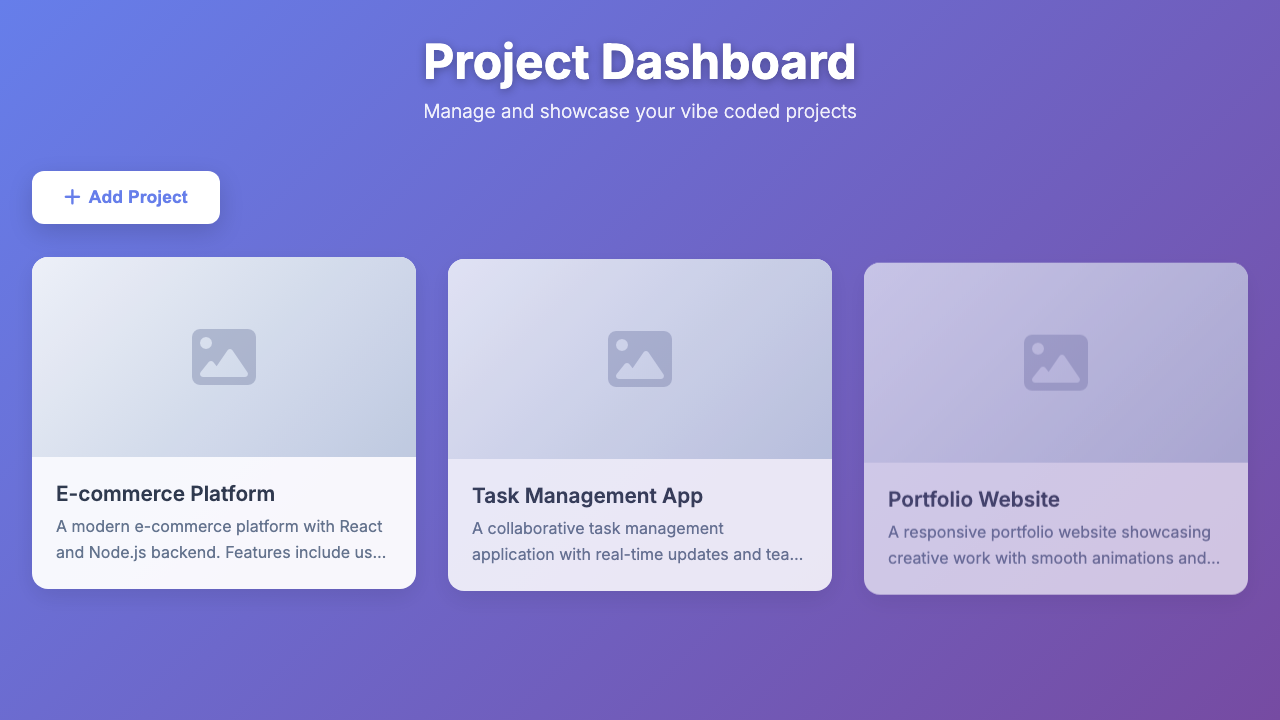 Project Dashboard
Manage and showcase your vibe coded projects
Add Project
E-commerce Platform
A modern e-commerce platform with React
and Node.js backend. Features include us...
Task Management App
A collaborative task management
application with real-time updates and tea...
Portfolio Website
A responsive portfolio website showcasing
creative work with smooth animations and...